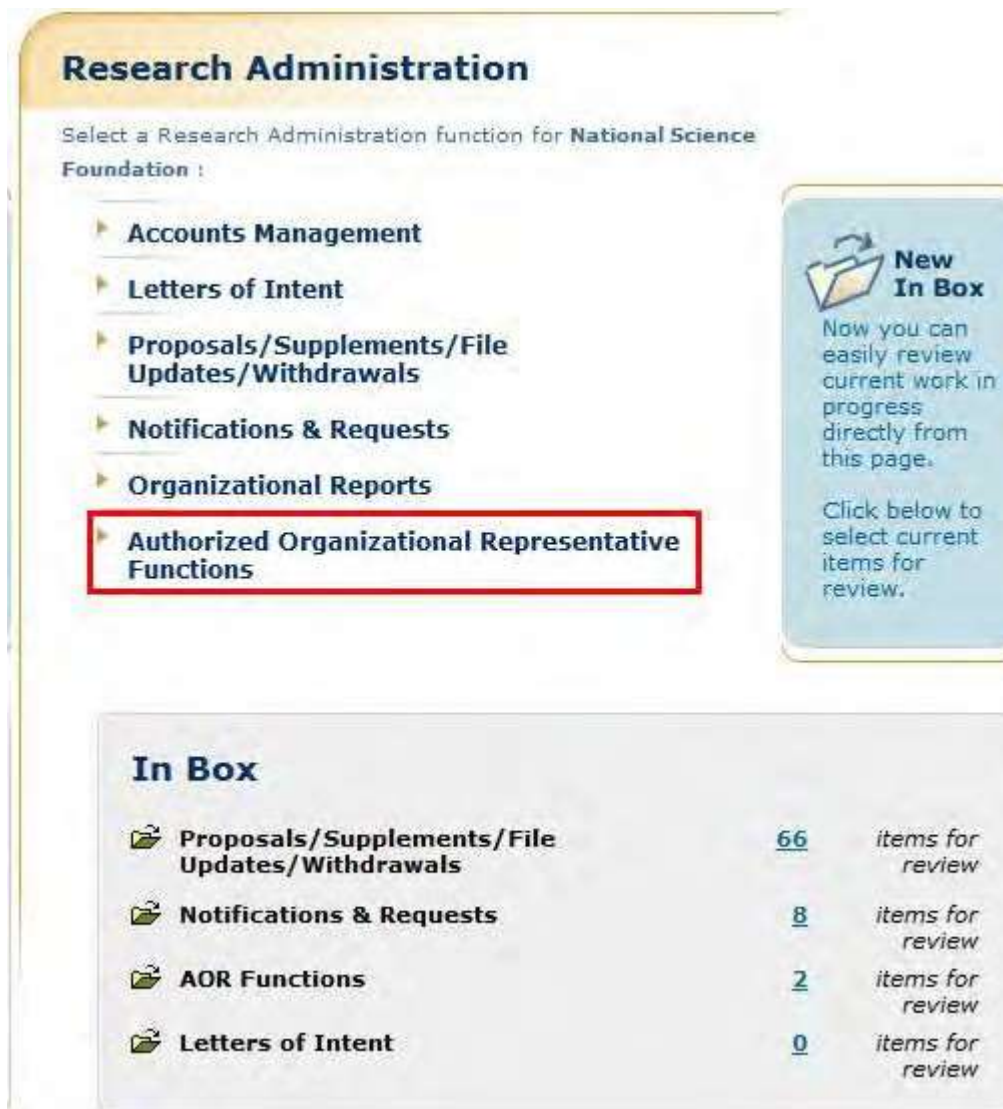 Research Administration
Select a Research Administration function for National Science
Foundation :
Accounts Management
Letters of Intent
Proposals/Supplements/File
Updates/Withdrawals
Notifications & Requests
Organizational Reports
Authorized Organizational Representative
Functions
New
In Box
Now you can
easily review
current work in
progress
directly from
this page.
Click below to
select current
items for
review.
In Box
Proposals/Supplements/File 66 items for
Updates/Withdrawals review
Notifications & Requests 8 items for
review
AOR Functions 2 items for
review
Letters of Intent 0 items for
review